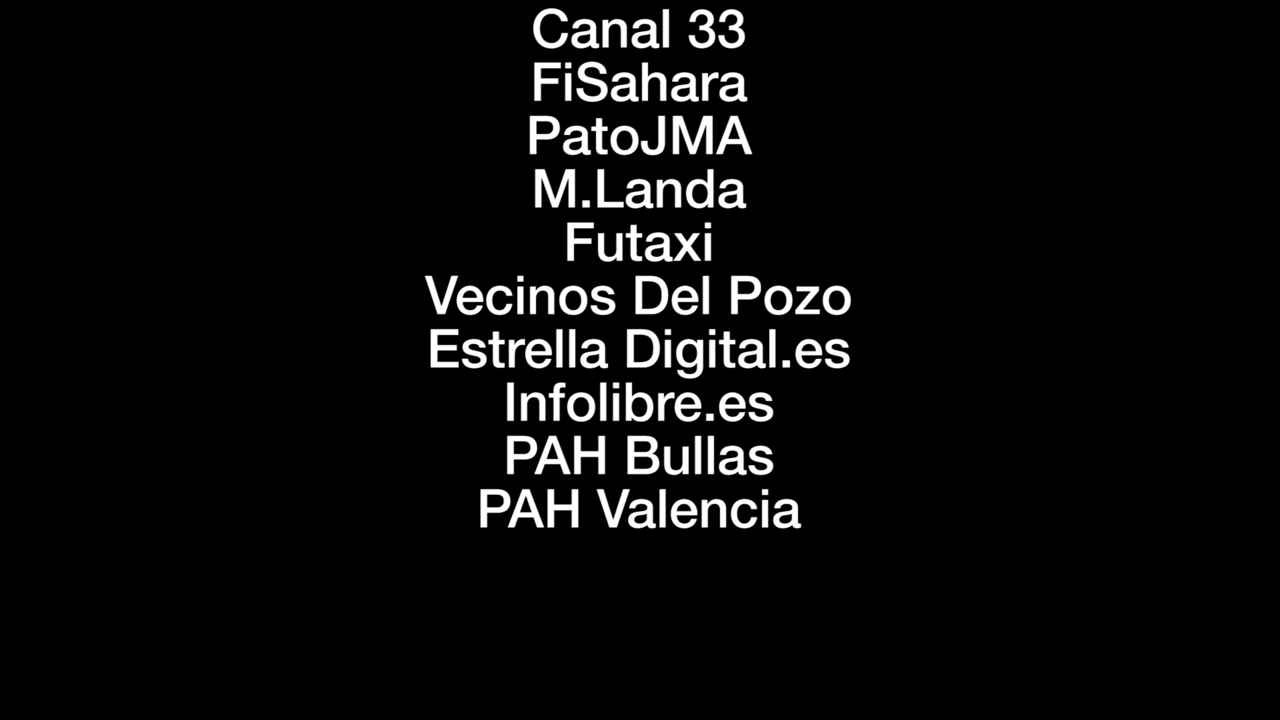 Canal 33
FiSahara
PatoJMA
M.Landa
Futaxi
Vecinos Del Pozo
Estrella Digital.es
Infolibre.es
PAH Bullas
PAH Valencia